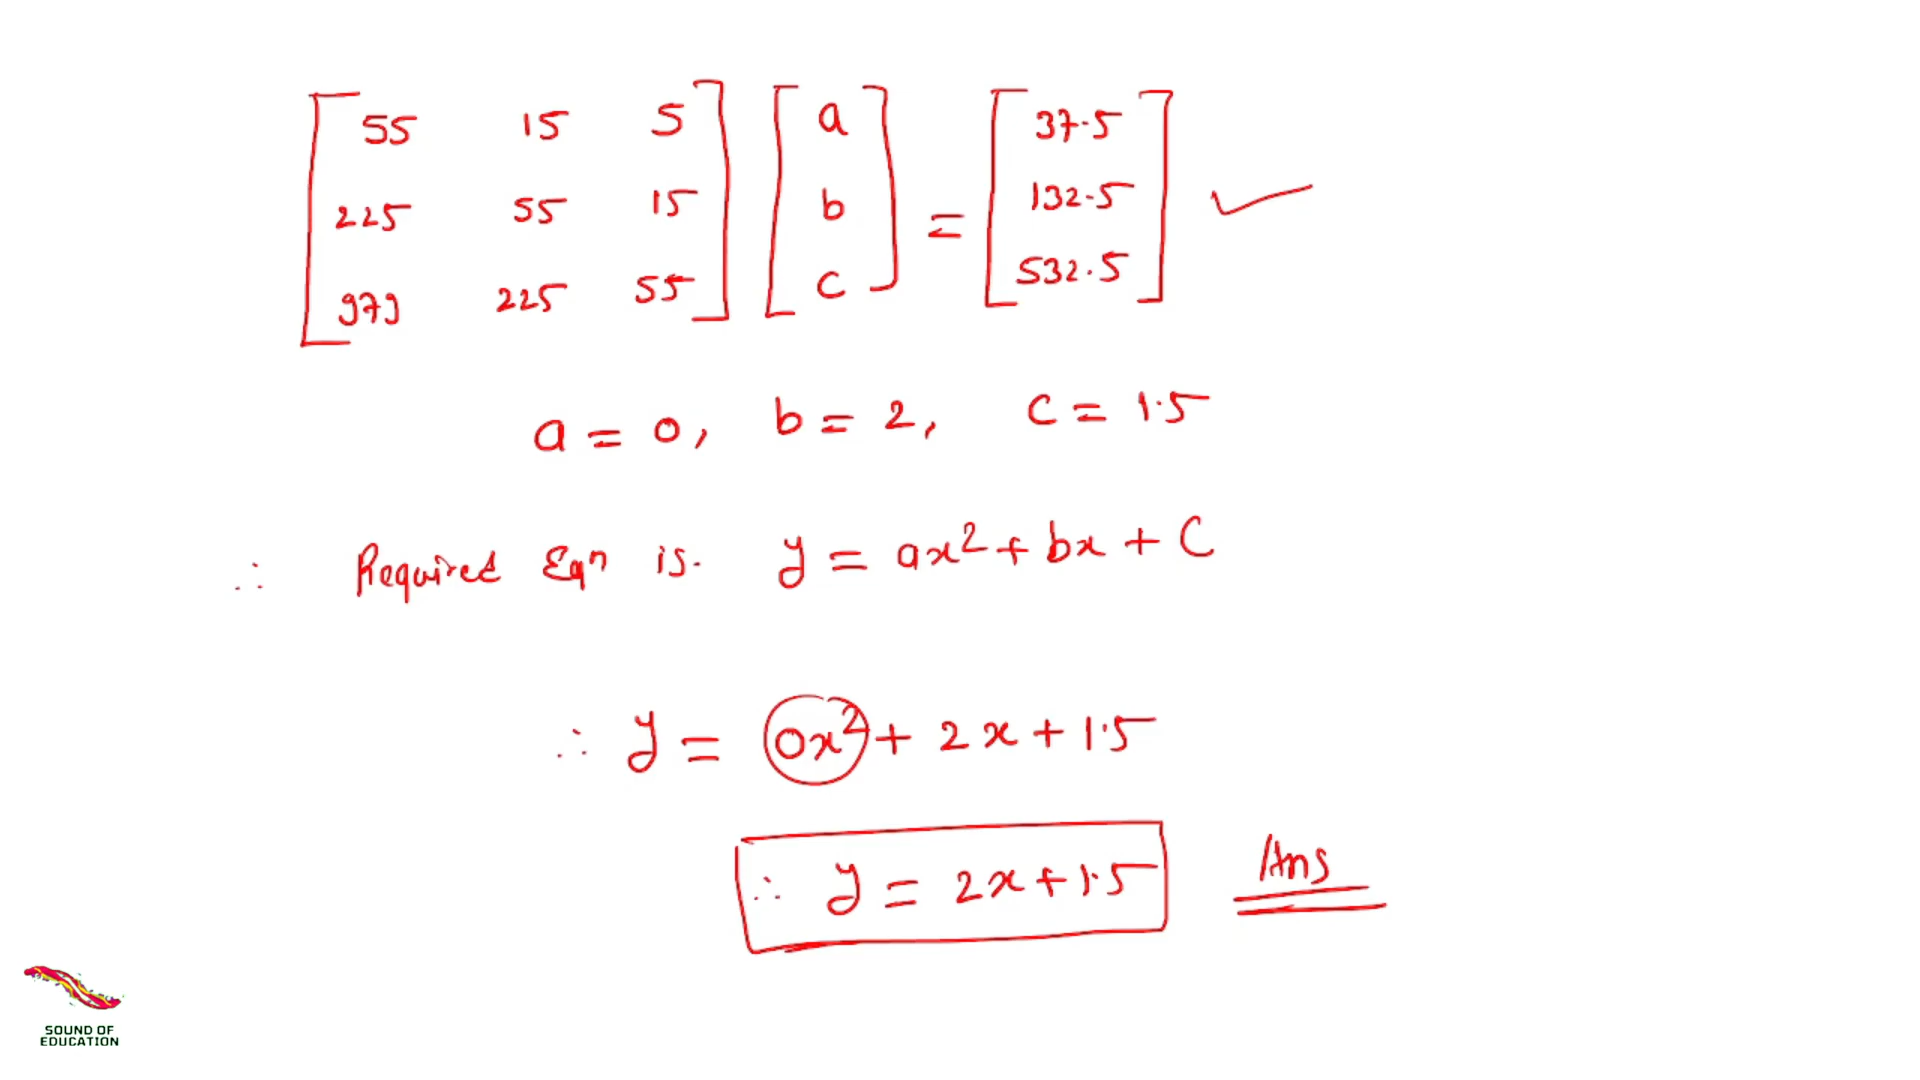 [ 55 15 5 ] [ a ] [ 37.5 ]
[ 225 55 15 ] [ b ] = [ 132.5 ] ✓
[ 979 225 55 ] [ c ] [ 532.5 ]
a = 0, b = 2, c = 1.5
∴ Required Eqn is. y = ax² + bx + c
∴ y = 0x² + 2x + 1.5
∴ y = 2x + 1.5 Ans
SOUND OF
EDUCATION